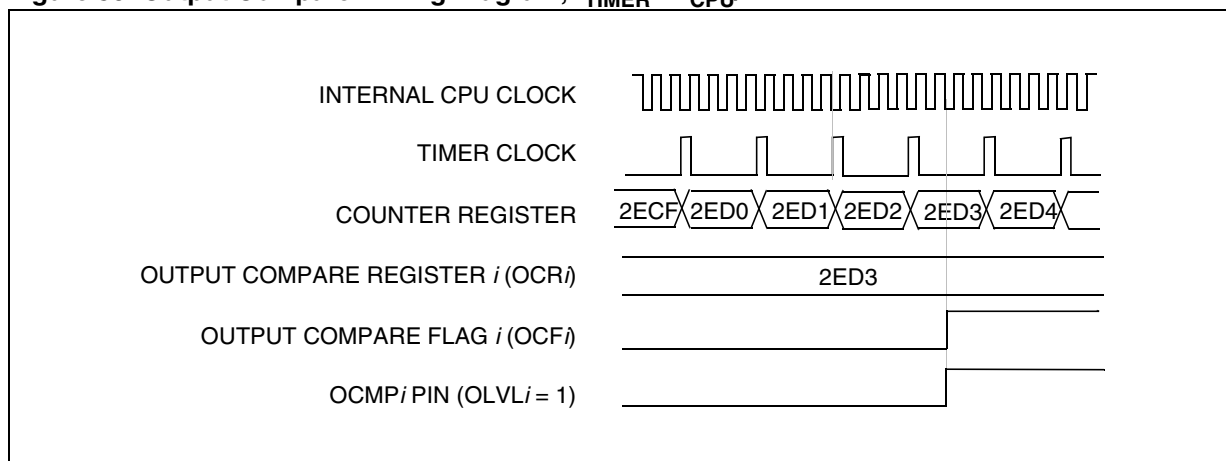 INTERNAL CPU CLOCK
TIMER CLOCK
COUNTER REGISTER 2ECF 2ED0 2ED1 2ED2 2ED3 2ED4
OUTPUT COMPARE REGISTER i (OCRi) 2ED3
OUTPUT COMPARE FLAG i (OCFi)
OCMPi PIN (OLVLi = 1)